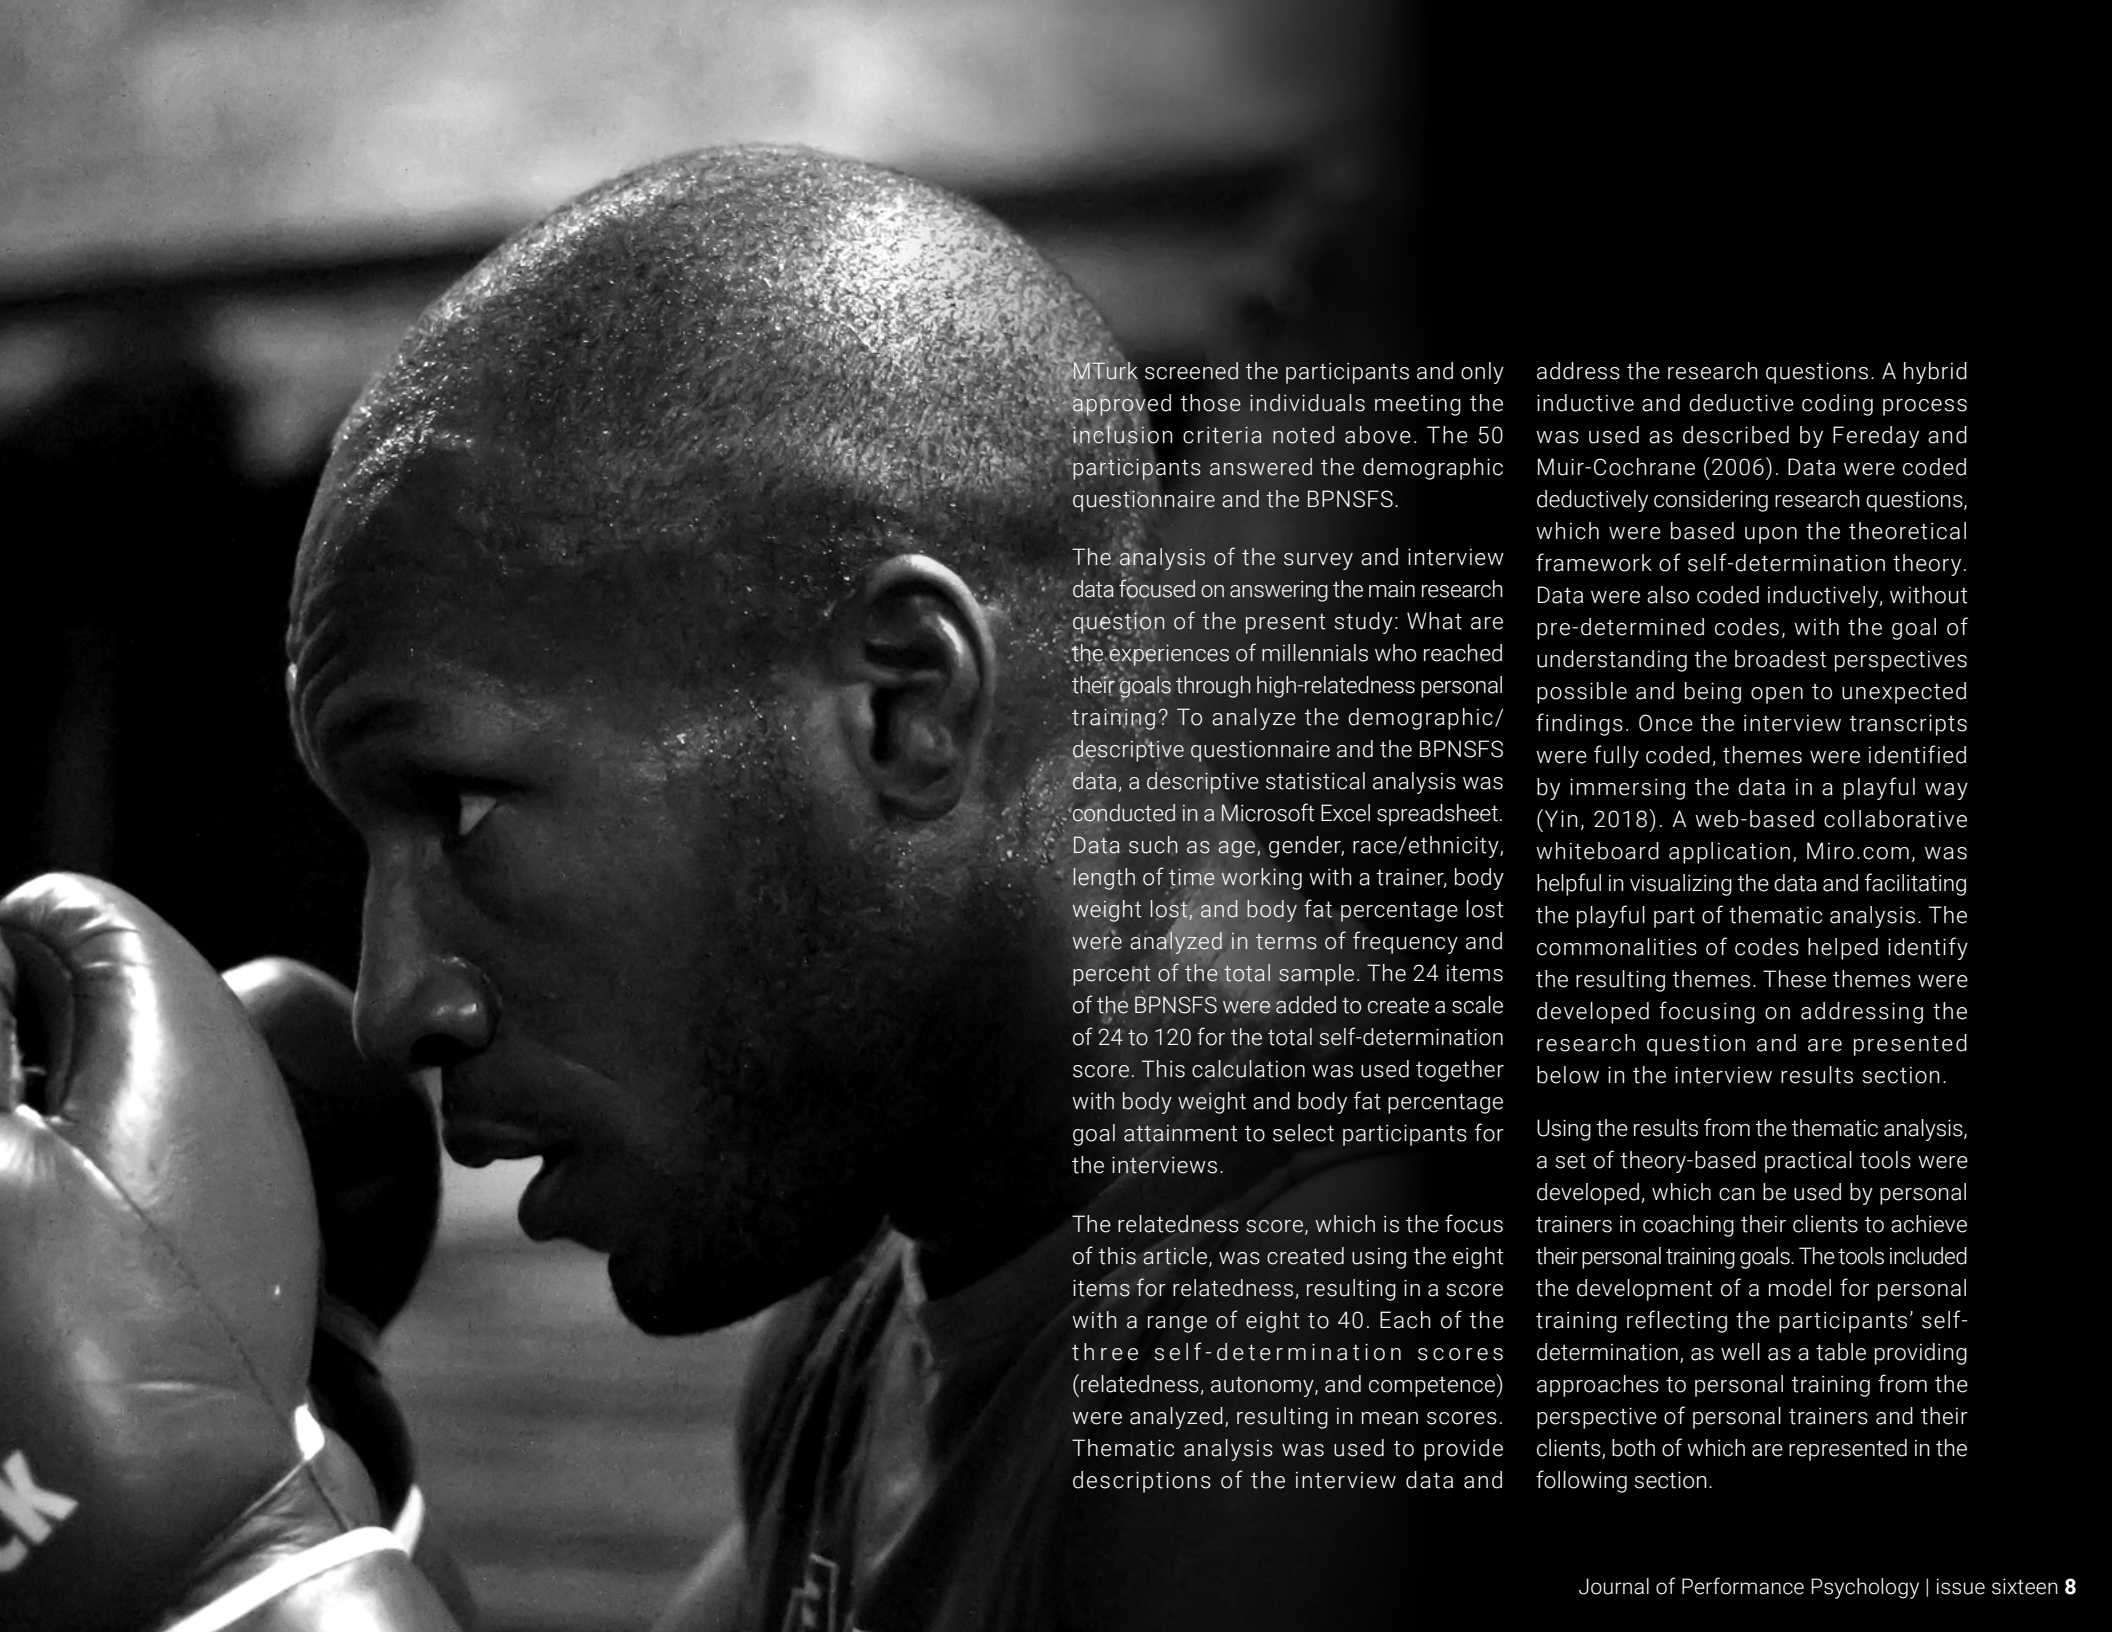 MTurk screened the participants and only
approved those individuals meeting the
inclusion criteria noted above. The 50
participants answered the demographic
questionnaire and the BPNSFS.
The analysis of the survey and interview
data focused on answering the main research
question of the present study: What are
the experiences of millennials who reached
their goals through high-relatedness personal
training? To analyze the demographic/
descriptive questionnaire and the BPNSFS
data, a descriptive statistical analysis was
conducted in a Microsoft Excel spreadsheet.
Data such as age, gender, race/ethnicity,
length of time working with a trainer, body
weight lost, and body fat percentage lost
were analyzed in terms of frequency and
percent of the total sample. The 24 items
of the BPNSFS were added to create a scale
of 24 to 120 for the total self-determination
score. This calculation was used together
with body weight and body fat percentage
goal attainment to select participants for
the interviews.
The relatedness score, which is the focus
of this article, was created using the eight
items for relatedness, resulting in a score
with a range of eight to 40. Each of the
three self-determination scores
(relatedness, autonomy, and competence)
were analyzed, resulting in mean scores.
Thematic analysis was used to provide
descriptions of the interview data and
address the research questions. A hybrid
inductive and deductive coding process
was used as described by Fereday and
Muir-Cochrane (2006). Data were coded
deductively considering research questions,
which were based upon the theoretical
framework of self-determination theory.
Data were also coded inductively, without
pre-determined codes, with the goal of
understanding the broadest perspectives
possible and being open to unexpected
findings. Once the interview transcripts
were fully coded, themes were identified
by immersing the data in a playful way
(Yin, 2018). A web-based collaborative
whiteboard application, Miro.com, was
helpful in visualizing the data and facilitating
the playful part of thematic analysis. The
commonalities of codes helped identify
the resulting themes. These themes were
developed focusing on addressing the
research question and are presented
below in the interview results section.
Using the results from the thematic analysis,
a set of theory-based practical tools were
developed, which can be used by personal
trainers in coaching their clients to achieve
their personal training goals. The tools included
the development of a model for personal
training reflecting the participants’ self-
determination, as well as a table providing
approaches to personal training from the
perspective of personal trainers and their
clients, both of which are represented in the
following section.
Journal of Performance Psychology | issue sixteen 8